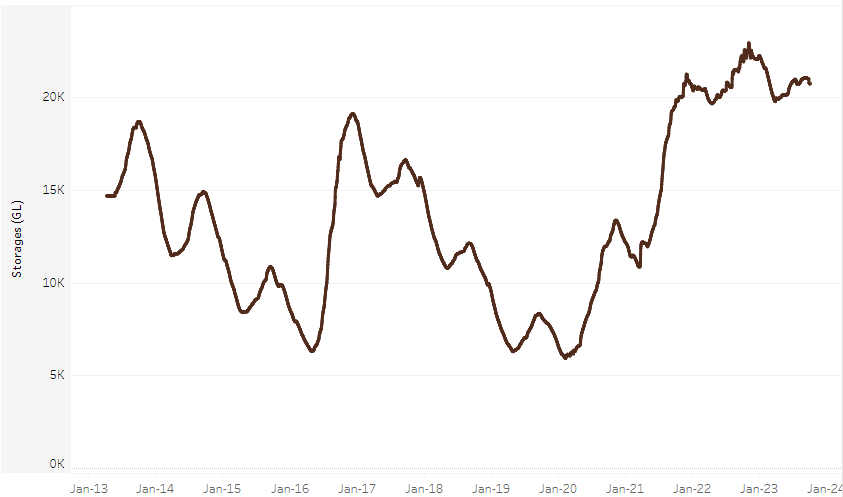 20K
15K
Storages (GL)
10K
5K
0K
Jan-13 Jan-14 Jan-15 Jan-16 Jan-17 Jan-18 Jan-19 Jan-20 Jan-21 Jan-22 Jan-23 Jan-24